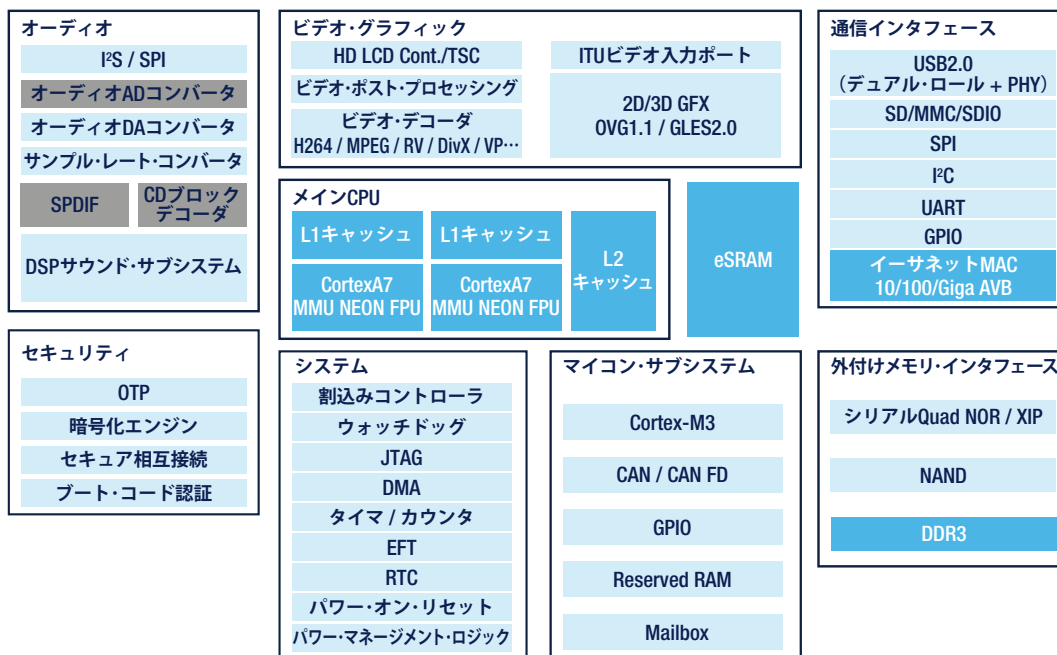 オーディオ
I²S / SPI
オーディオADコンバータ
オーディオDAコンバータ
サンプル・レート・コンバータ
SPDIF
CDブロック
デコーダ
DSPサウンド・サブシステム
ビデオ・グラフィック
HD LCD Cont./TSC
ビデオ・ポスト・プロセッシング
ビデオ・デコーダ
H264 / MPEG / RV / DivX / VP…
ITUビデオ入力ポート
2D/3D GFX
OVG1.1 / GLES2.0
通信インタフェース
USB2.0
（デュアル・ロール + PHY）
SD/MMC/SDIO
SPI
I²C
UART
GPIO
イーサネットMAC
10/100/Giga AVB
メインCPU
L1キャッシュ
L1キャッシュ
CortexA7
MMU NEON FPU
CortexA7
MMU NEON FPU
L2
キャッシュ
eSRAM
セキュリティ
OTP
暗号化エンジン
セキュア相互接続
ブート・コード認証
システム
割込みコントローラ
ウォッチドッグ
JTAG
DMA
タイマ / カウンタ
EFT
RTC
パワー・オン・リセット
パワー・マネージメント・ロジック
マイコン・サブシステム
Cortex-M3
CAN / CAN FD
GPIO
Reserved RAM
Mailbox
外付けメモリ・インタフェース
シリアルQuad NOR / XIP
NAND
DDR3